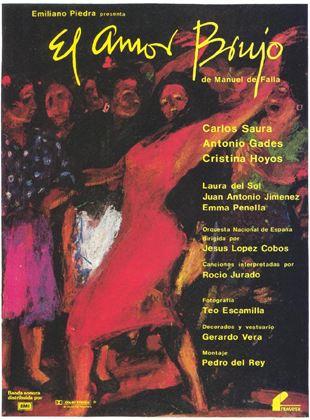 Emiliano Piedra presenta
El amor Brujo
de Manuel de Falla
Carlos Saura
Antonio Gades
Cristina Hoyos
Laura del Sol
Juan Antonio Jimenez
Emma Penella
Orquesta Nacional de España
dirigida por
Jesus Lopez Cobos
Canciones interpretadas por
Rocio Jurado
Fotografia
Teo Escamilla
Decorados y vestuario
Gerardo Vera
Montaje
Pedro del Rey
Banda sonora
distribuida por
EMI